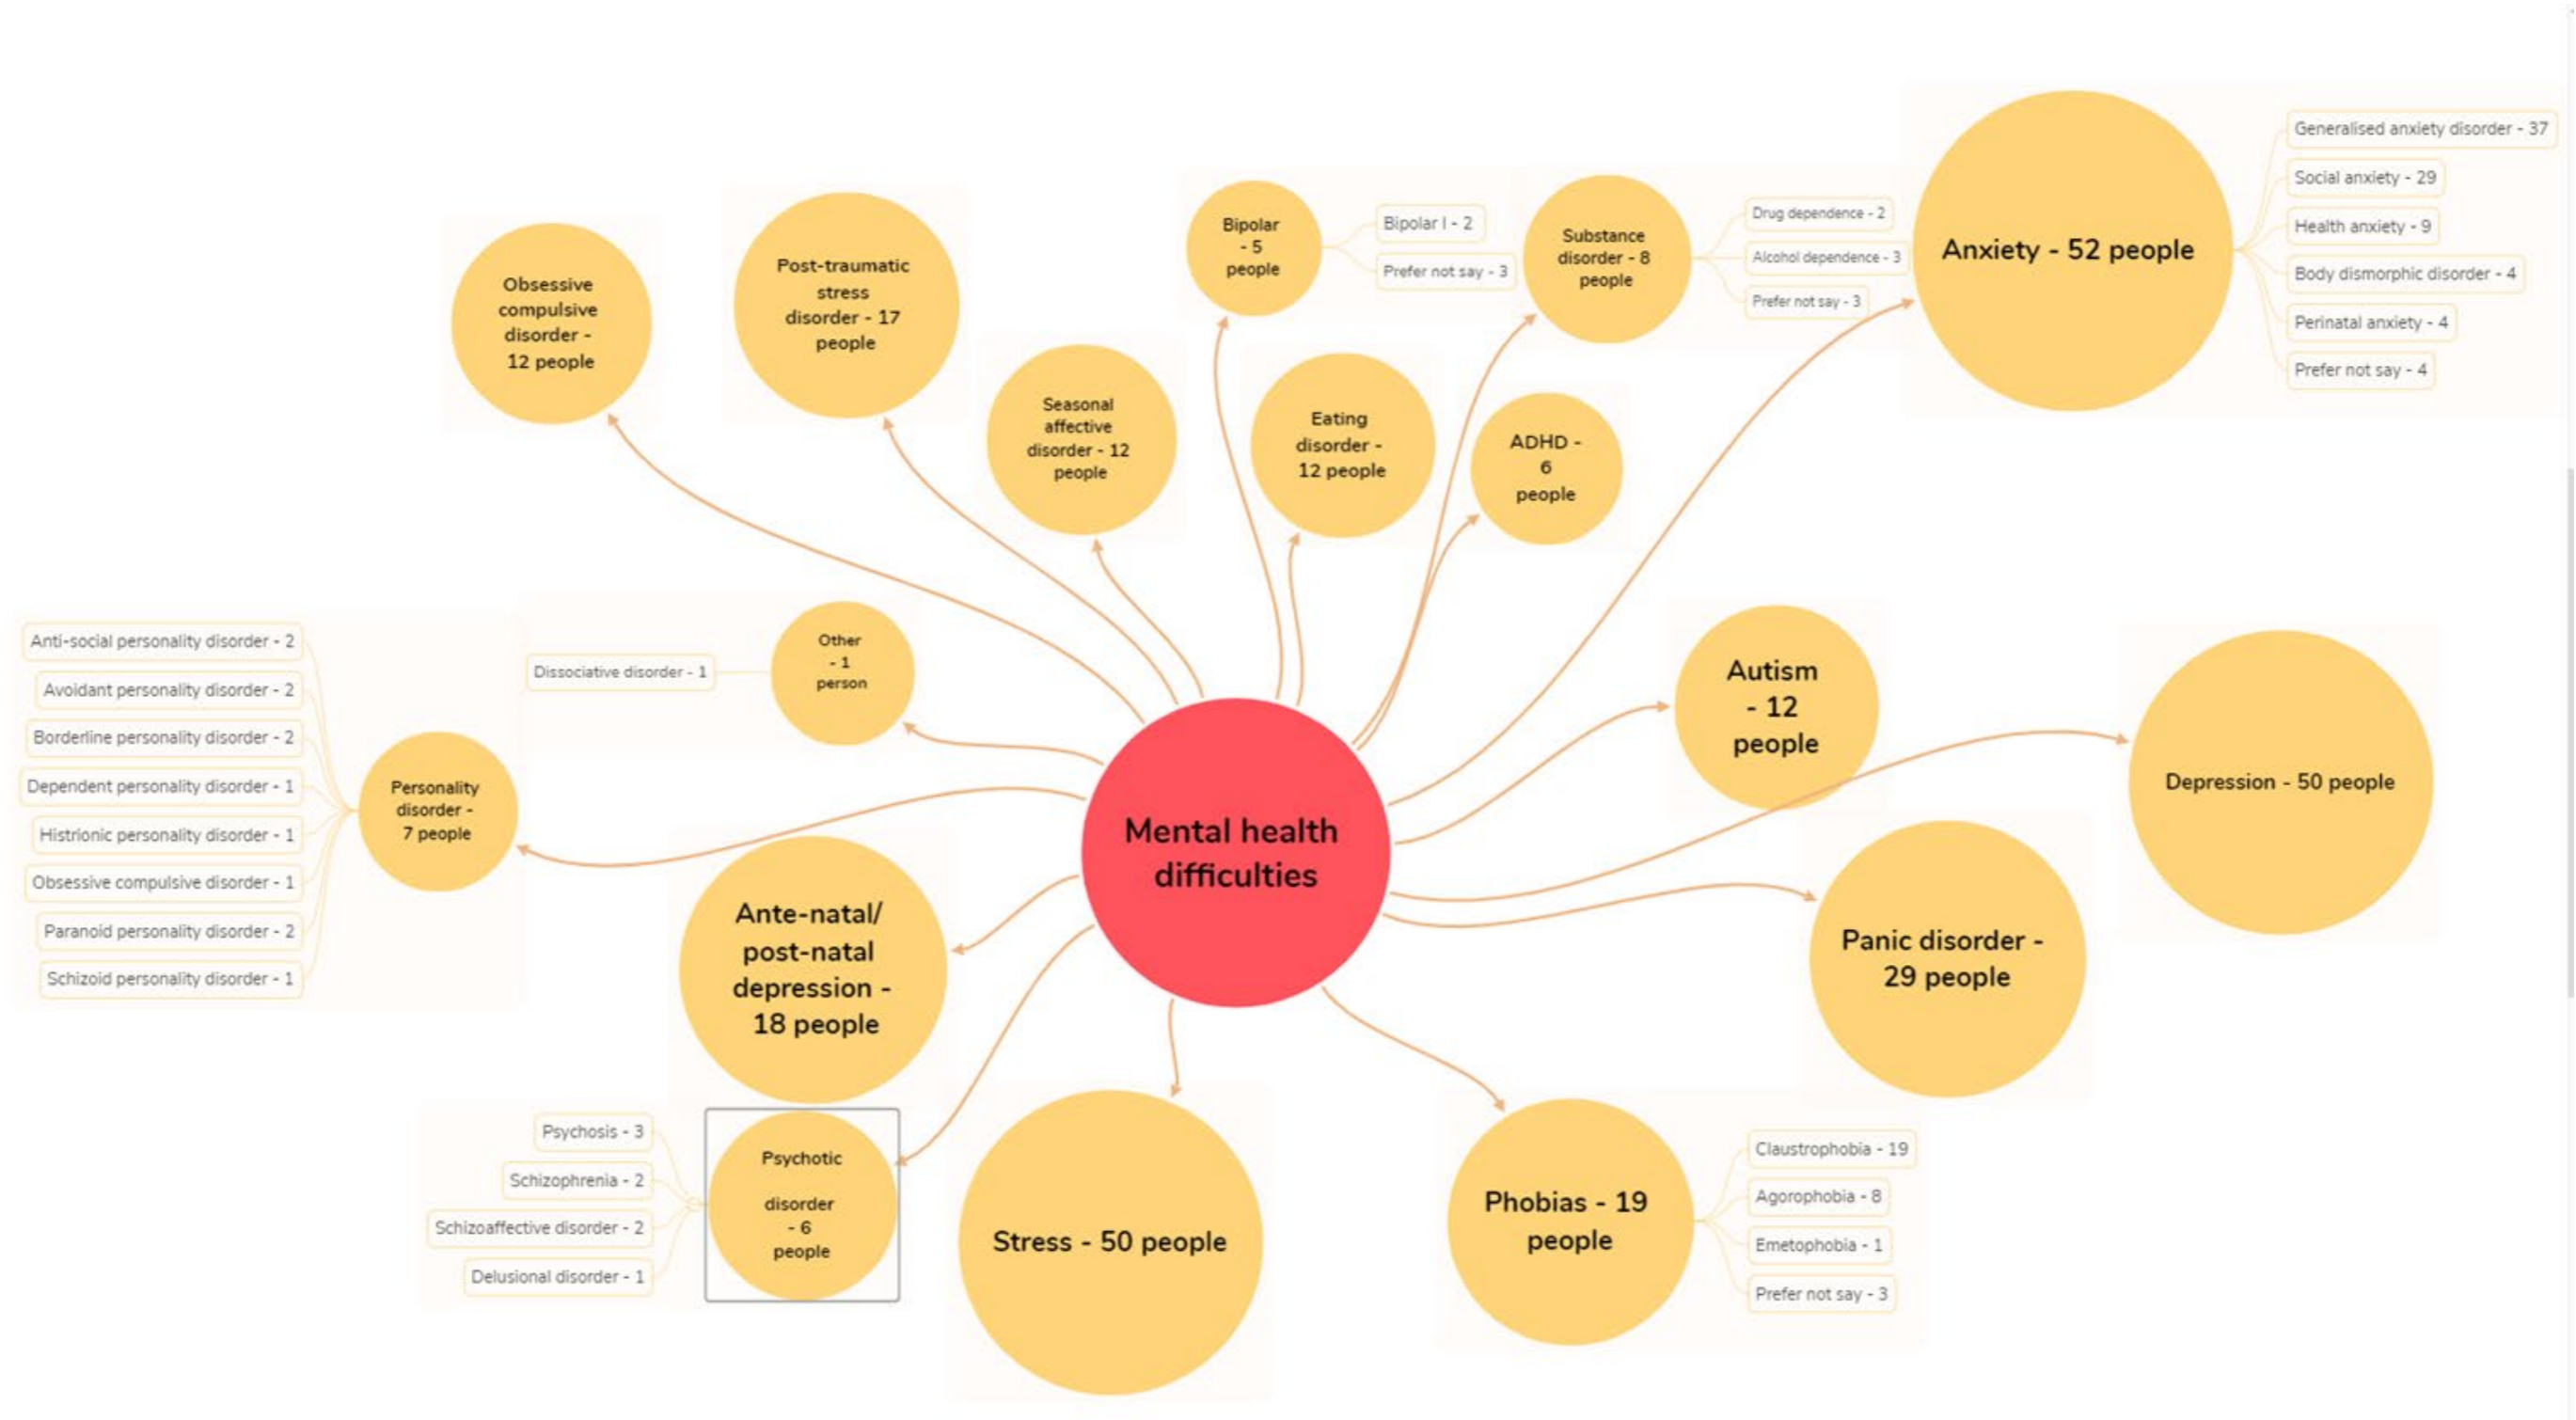 Mental health
difficulties
Obsessive
compulsive
disorder -
12 people
Post-traumatic
stress
disorder - 17
people
Seasonal
affective
disorder - 12
people
Bipolar
- 5
people
Bipolar I - 2
Prefer not say - 3
Eating
disorder -
12 people
Substance
disorder - 8
people
Drug dependence - 2
Alcohol dependence - 3
Prefer not say - 3
ADHD -
6
people
Anxiety - 52 people
Generalised anxiety disorder - 37
Social anxiety - 29
Health anxiety - 9
Body dismorphic disorder - 4
Perinatal anxiety - 4
Prefer not say - 4
Autism
- 12
people
Depression - 50 people
Panic disorder -
29 people
Phobias - 19
people
Claustrophobia - 19
Agorophobia - 8
Emetophobia - 1
Prefer not say - 3
Stress - 50 people
Psychotic
disorder
- 6
people
Psychosis - 3
Schizophrenia - 2
Schizoaffective disorder - 2
Delusional disorder - 1
Ante-natal/
post-natal
depression -
18 people
Personality
disorder -
7 people
Anti-social personality disorder - 2
Avoidant personality disorder - 2
Borderline personality disorder - 2
Dependent personality disorder - 1
Histrionic personality disorder - 1
Obsessive compulsive disorder - 1
Paranoid personality disorder - 2
Schizoid personality disorder - 1
Other
- 1
person
Dissociative disorder - 1